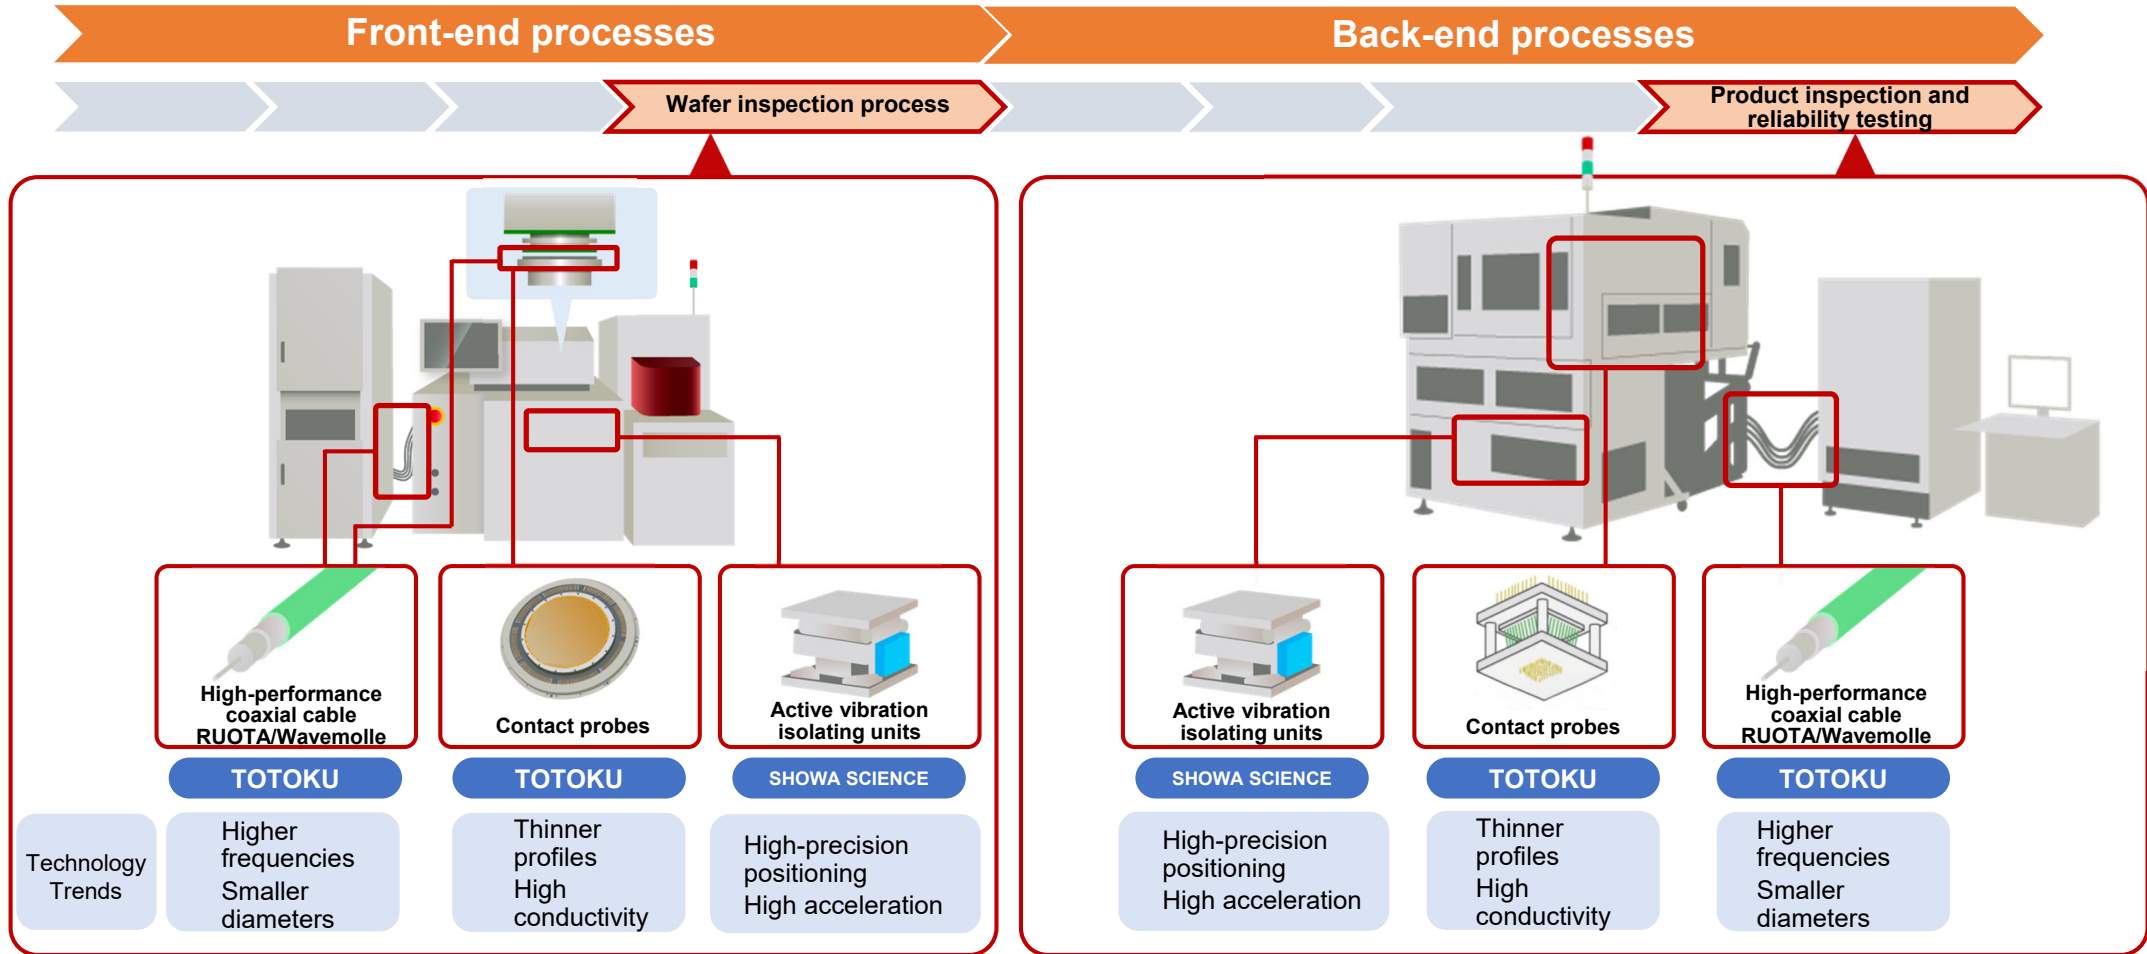 Front-end processes
Back-end processes
Wafer inspection process
Product inspection and
reliability testing
High-performance
coaxial cable
RUOTA/Wavemolle
Contact probes
Active vibration
isolating units
TOTOKU
TOTOKU
SHOWA SCIENCE
Technology
Trends
Higher
frequencies
Smaller
diameters
Thinner
profiles
High
conductivity
High-precision
positioning
High acceleration
Active vibration
isolating units
Contact probes
High-performance
coaxial cable
RUOTA/Wavemolle
SHOWA SCIENCE
TOTOKU
TOTOKU
High-precision
positioning
High acceleration
Thinner
profiles
High
conductivity
Higher
frequencies
Smaller
diameters